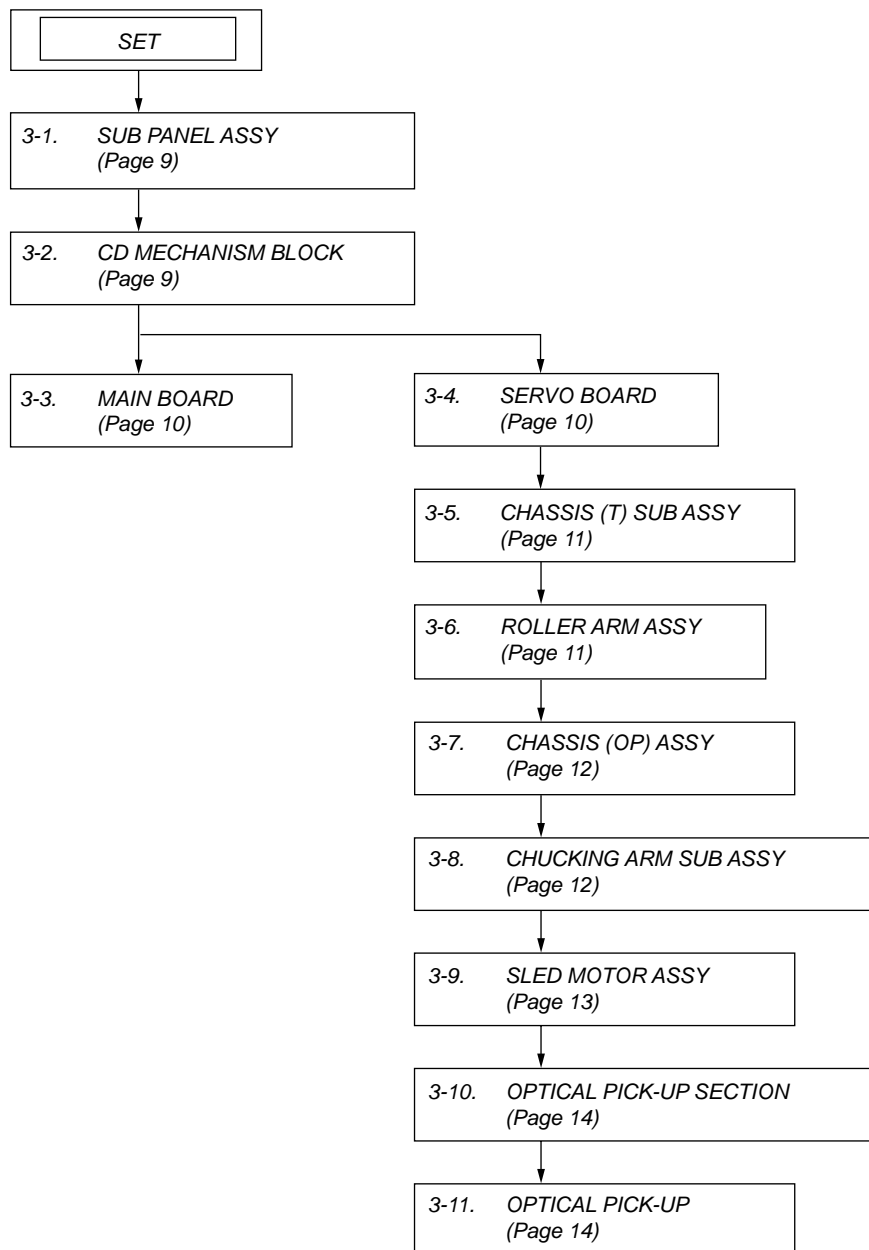 SET
3-1. SUB PANEL ASSY
(Page 9)
3-2. CD MECHANISM BLOCK
(Page 9)
3-3. MAIN BOARD
(Page 10)
3-4. SERVO BOARD
(Page 10)
3-5. CHASSIS (T) SUB ASSY
(Page 11)
3-6. ROLLER ARM ASSY
(Page 11)
3-7. CHASSIS (OP) ASSY
(Page 12)
3-8. CHUCKING ARM SUB ASSY
(Page 12)
3-9. SLED MOTOR ASSY
(Page 13)
3-10. OPTICAL PICK-UP SECTION
(Page 14)
3-11. OPTICAL PICK-UP
(Page 14)